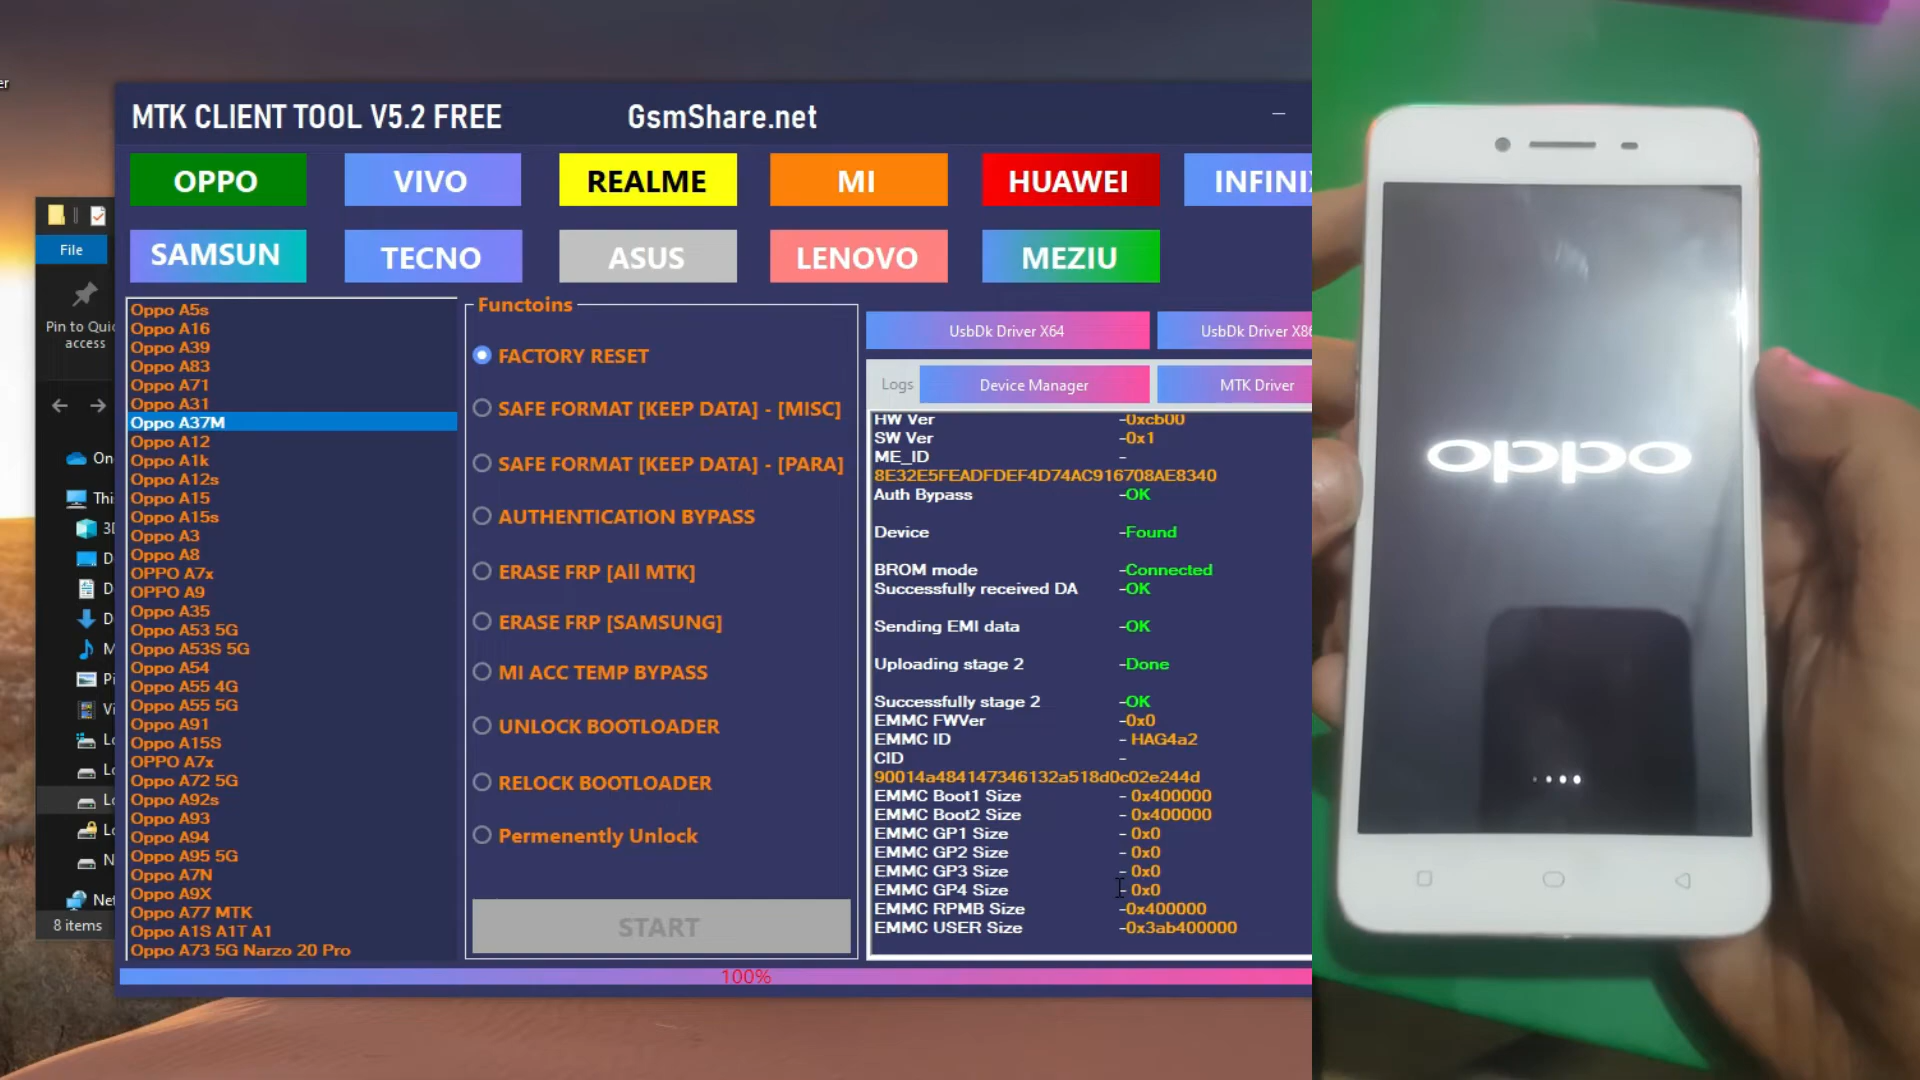 er
MTK CLIENT TOOL V5.2 FREE
GsmShare.net
OPPO
VIVO
REALME
MI
HUAWEI
SAMSUN
TECNO
ASUS
LENOVO
MEZIU
File
Pin to Quic
access
8 items
Oppo A5s
Oppo A16
Oppo A39
Oppo A83
Oppo A71
Oppo A31
Oppo A37M
Oppo A12
Oppo A1k
Oppo A12s
Oppo A15
Oppo A15s
Oppo A3
Oppo A8
OPPO A7x
OPPO A9
Oppo A35
Oppo A53 5G
Oppo A53S 5G
Oppo A54
Oppo A55 4G
Oppo A55 5G
Oppo A91
Oppo A15S
OPPO A7x
Oppo A72 5G
Oppo A92s
Oppo A93
Oppo A94
Oppo A95 5G
Oppo A7N
Oppo A9X
Oppo A77 MTK
Oppo A1S A1T A1
Oppo A73 5G Narzo 20 Pro
Functoins
FACTORY RESET
SAFE FORMAT [KEEP DATA] - [MISC]
SAFE FORMAT [KEEP DATA] - [PARA]
AUTHENTICATION BYPASS
ERASE FRP [All MTK]
ERASE FRP [SAMSUNG]
MI ACC TEMP BYPASS
UNLOCK BOOTLOADER
RELOCK BOOTLOADER
Permenently Unlock
START
100%
UsbDk Driver X64
UsbDk Driver X86
Logs
Device Manager
MTK Driver
HW Ver -0xcb00
SW Ver -0x1
ME_ID -
8E32E5FEADFDEF4D74AC916708AE8340
Auth Bypass -OK
Device -Found
BROM mode -Connected
Successfully received DA -OK
Sending EMI data -OK
Uploading stage 2 -Done
Successfully stage 2 -OK
EMMC FWVer -0x0
EMMC ID - HAG4a2
CID -
90014a484147346132a518d0c02e244d
EMMC Boot1 Size - 0x400000
EMMC Boot2 Size - 0x400000
EMMC GP1 Size - 0x0
EMMC GP2 Size - 0x0
EMMC GP3 Size - 0x0
EMMC GP4 Size - 0x0
EMMC RPMB Size -0x400000
EMMC USER Size -0x3ab400000
oppo